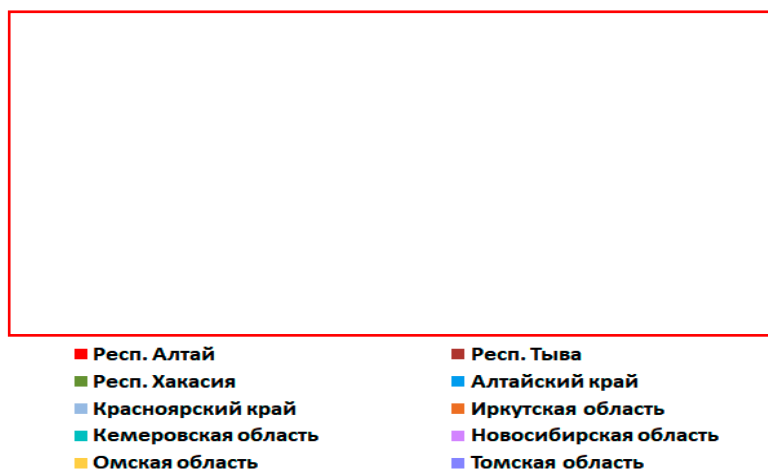 Респ. Алтай
Респ. Тыва
Респ. Хакасия
Алтайский край
Красноярский край
Иркутская область
Кемеровская область
Новосибирская область
Омская область
Томская область